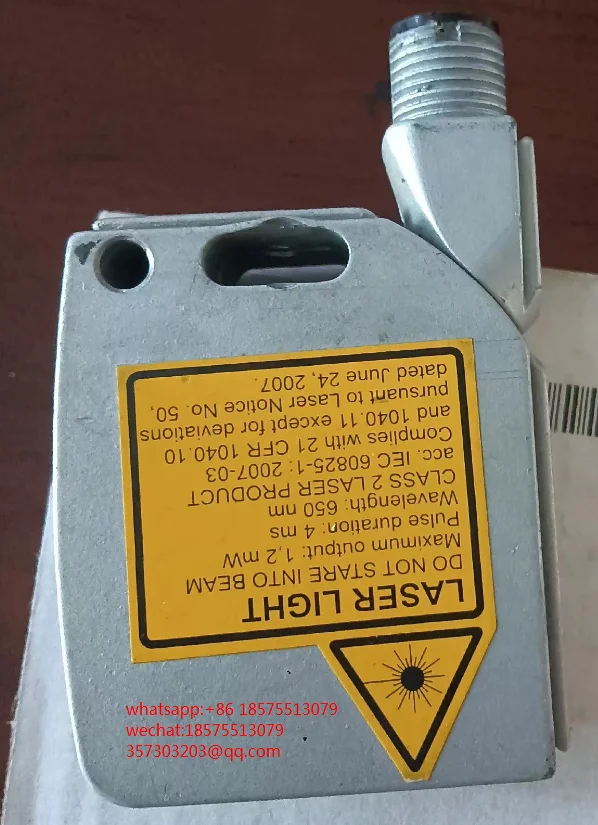 LASER LIGHT
DO NOT STARE INTO BEAM
Maximum output: 1,2 mW
Pulse duration: 4 ms
Wavelength: 650 nm
CLASS 2 LASER PRODUCT
acc. IEC 60825-1: 2007-03
Complies with 21 CFR 1040.10
and 1040.11 except for deviations
pursuant to Laser Notice No. 50,
dated June 24, 2007.
whatsapp:+86 18575513079
wechat:18575513079
357303203@qq.com